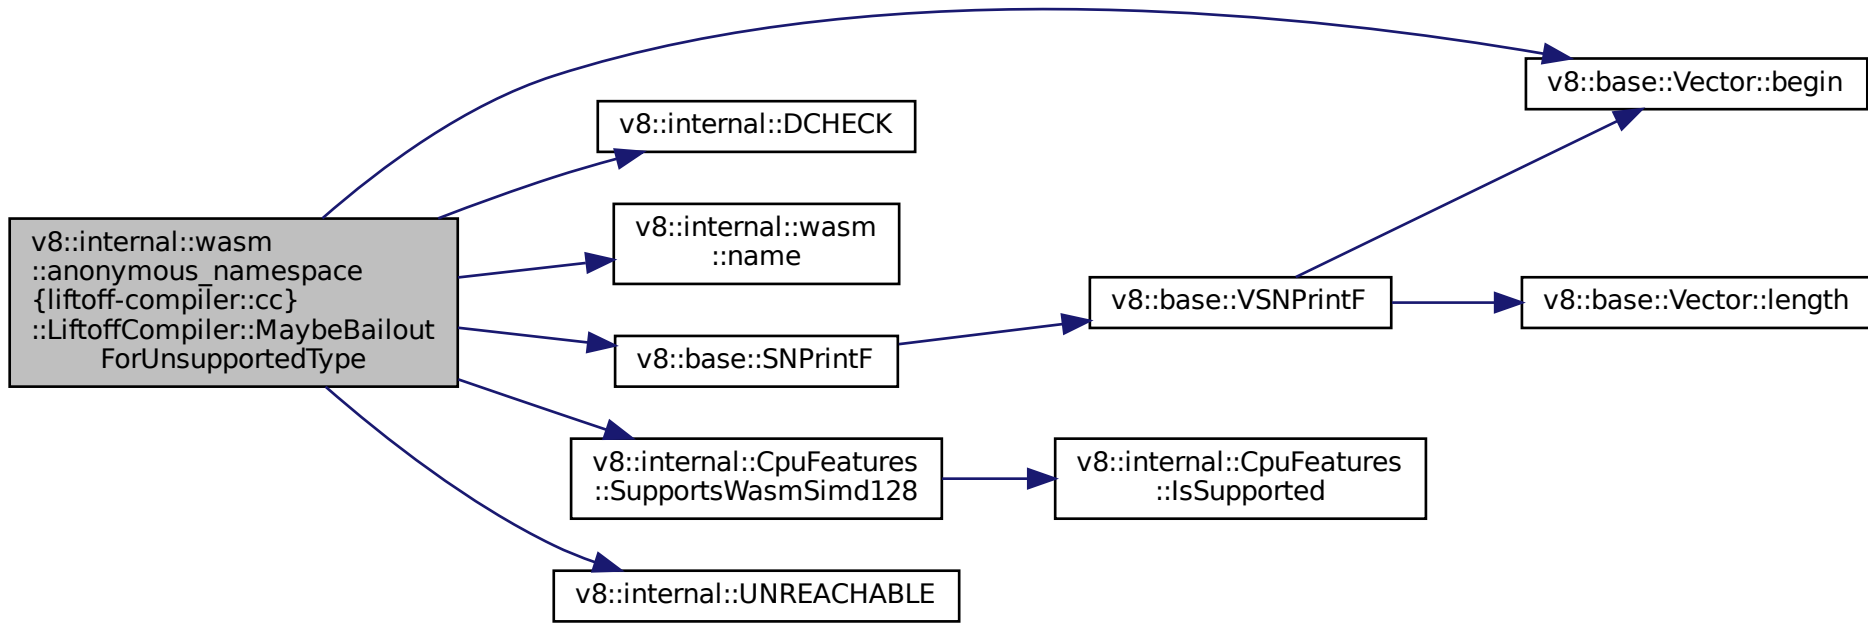 v8::internal::wasm
::anonymous_namespace
{liftoff-compiler::cc}
::LiftoffCompiler::MaybeBailout
ForUnsupportedType
v8::base::Vector::begin
v8::internal::DCHECK
v8::internal::wasm
::name
v8::base::SNPrintF
v8::base::VSNPrintF
v8::base::Vector::length
v8::internal::CpuFeatures
::SupportsWasmSimd128
v8::internal::CpuFeatures
::IsSupported
v8::internal::UNREACHABLE